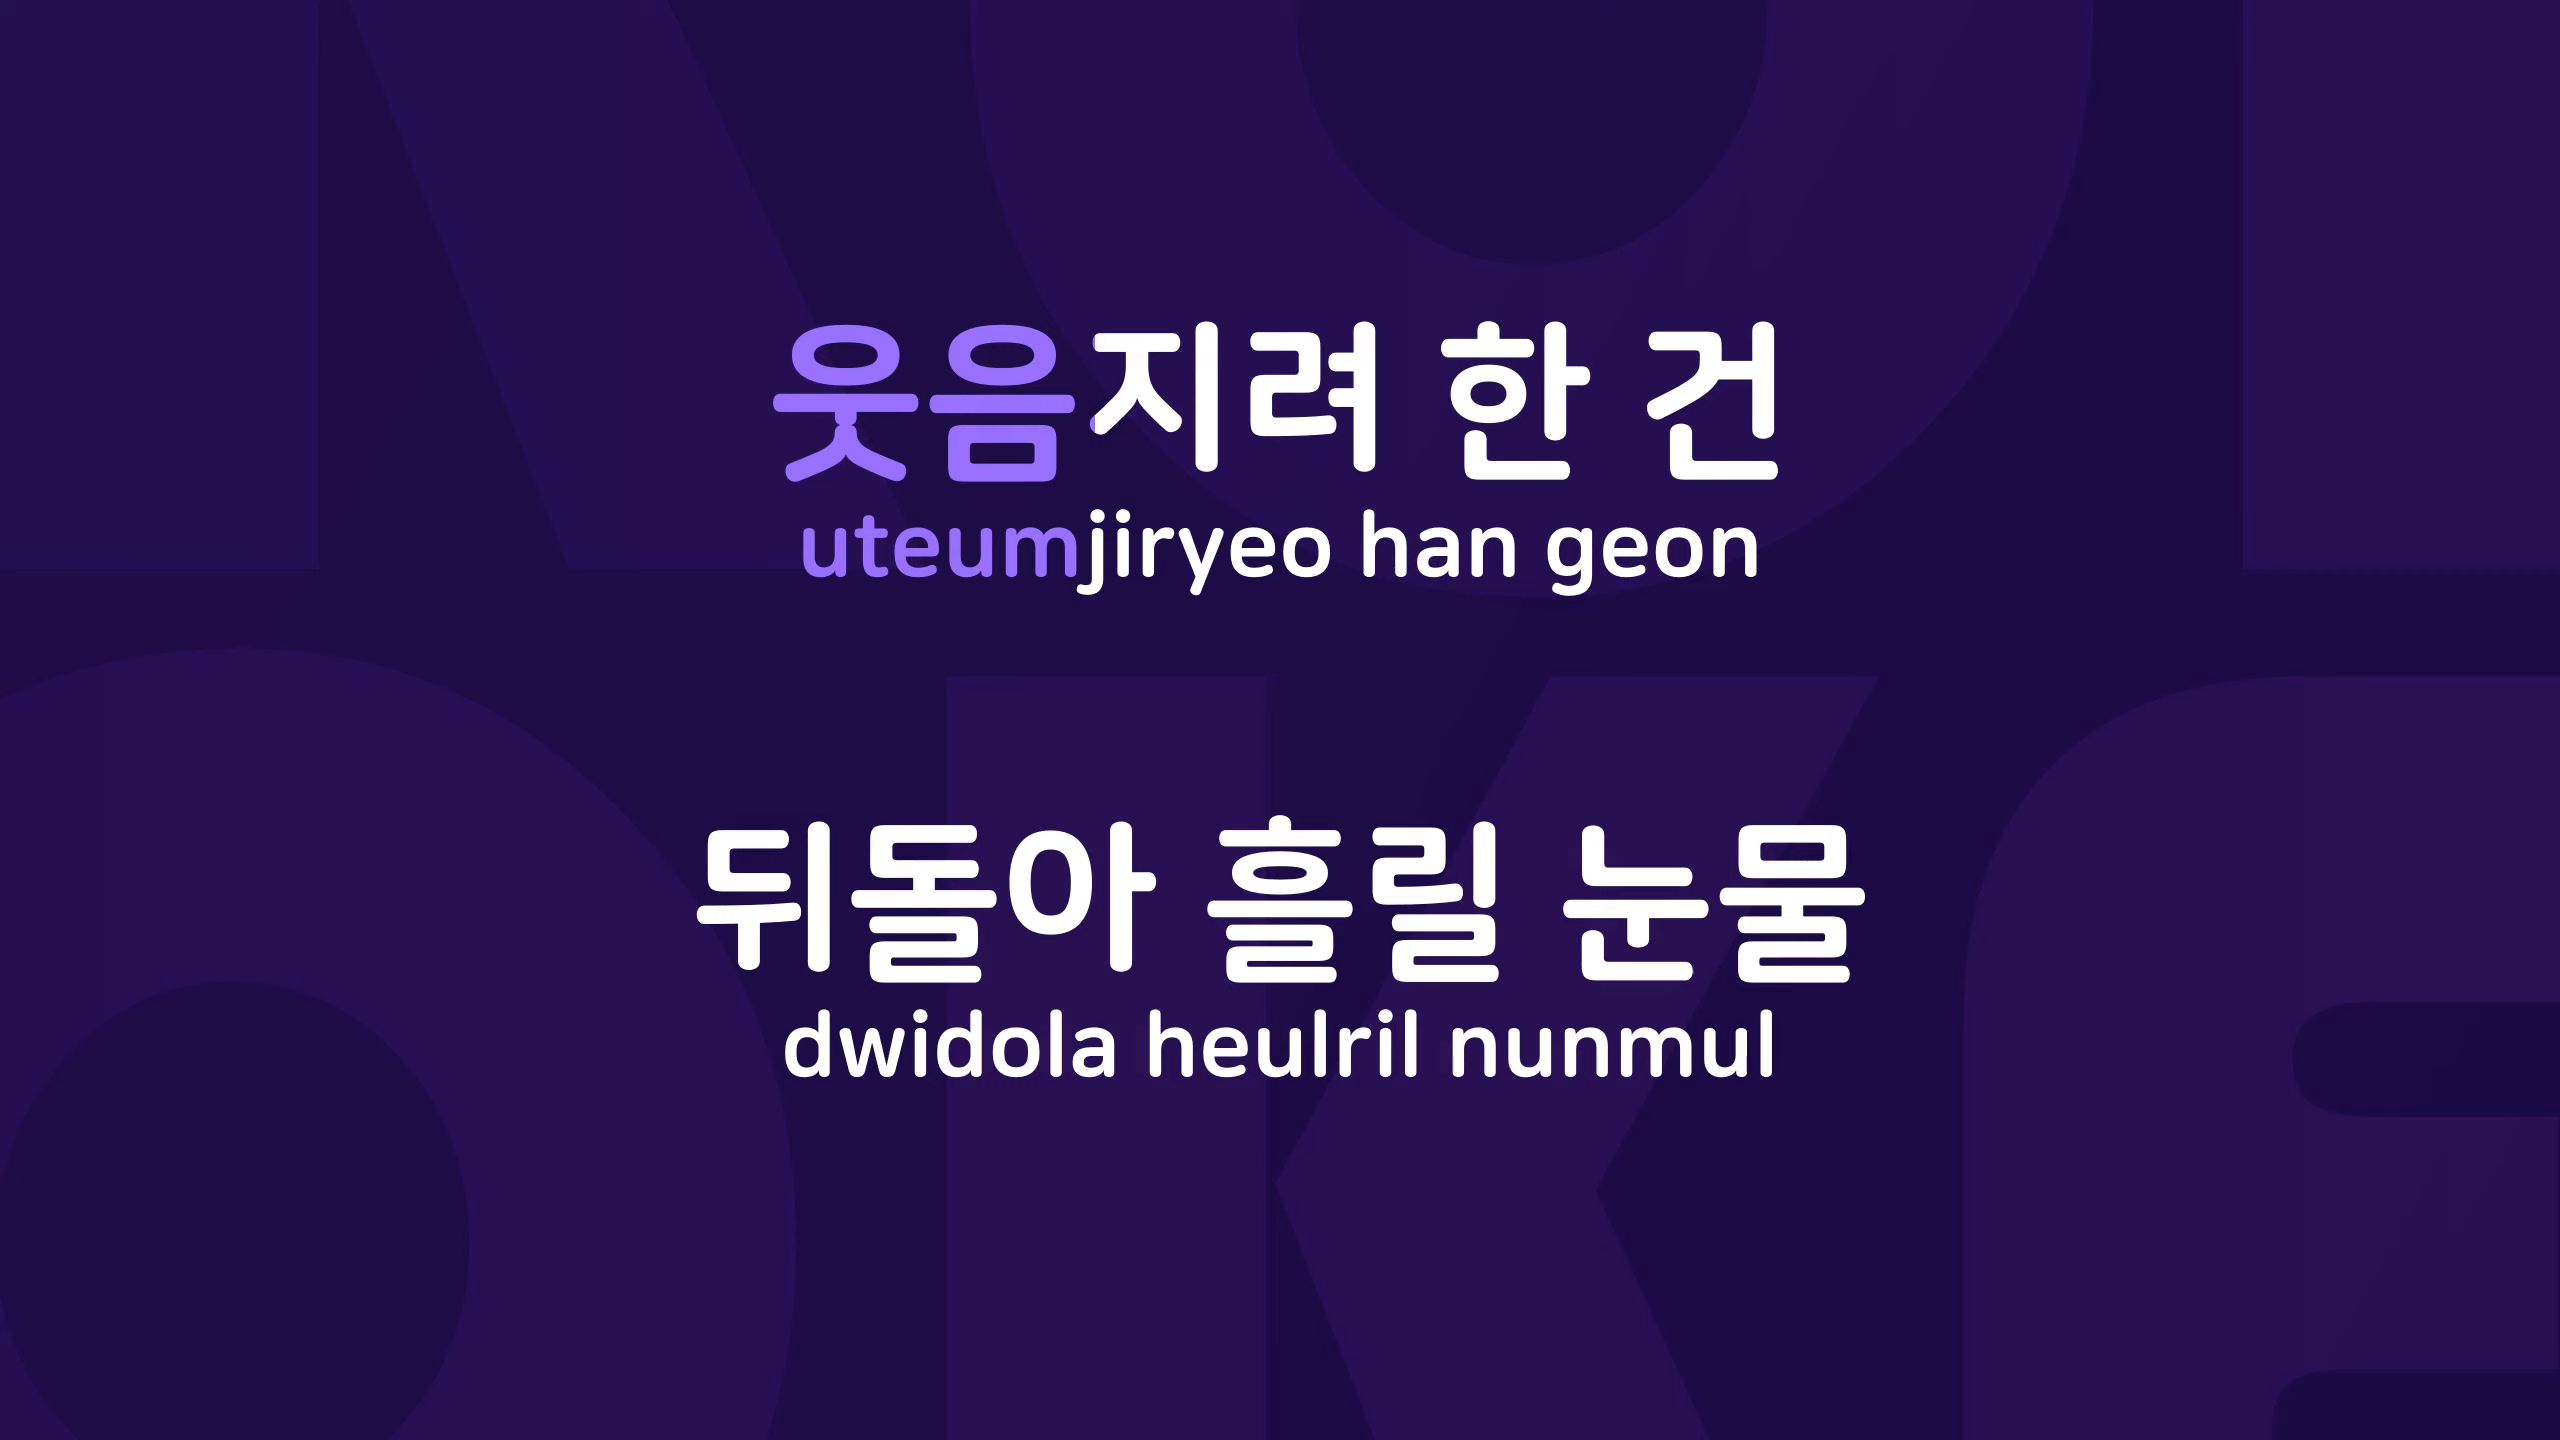 웃음지려 한 건
uteumjiryeo han geon
뒤돌아 흘릴 눈물
dwidola heulril nunmul